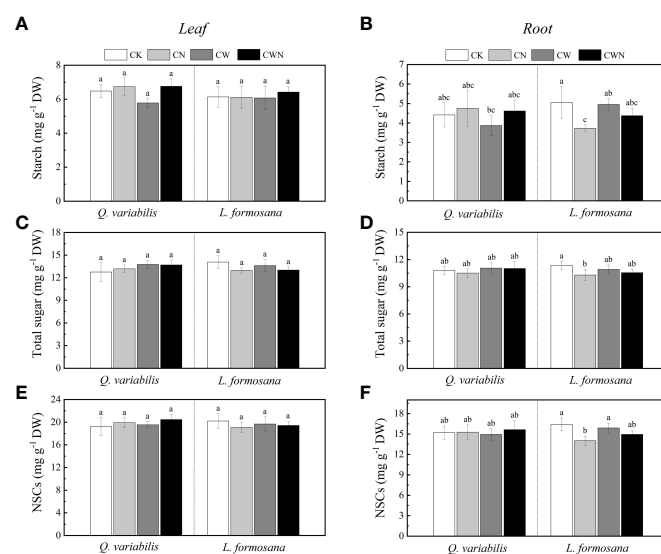 A
Leaf
CK CN CW CWN
Starch (mg g-1 DW)
8
6
4
2
0
a a a a a a a a
Q. variabilis L. formosana
B
Root
CK CN CW CWN
Starch (mg g-1 DW)
7
6
5
4
3
2
1
0
abc abc bc abc a c ab abc
Q. variabilis L. formosana
C
Total sugar (mg g-1 DW)
18
15
12
9
6
3
0
a a a a a a a a
Q. variabilis L. formosana
D
Total sugar (mg g-1 DW)
15
12
9
6
3
0
ab ab ab ab a b ab ab
Q. variabilis L. formosana
E
NSCs (mg g-1 DW)
24
20
16
12
8
4
0
a a a a a a a a
Q. variabilis L. formosana
F
NSCs (mg g-1 DW)
18
15
12
9
6
3
0
ab ab ab ab a b a ab
Q. variabilis L. formosana